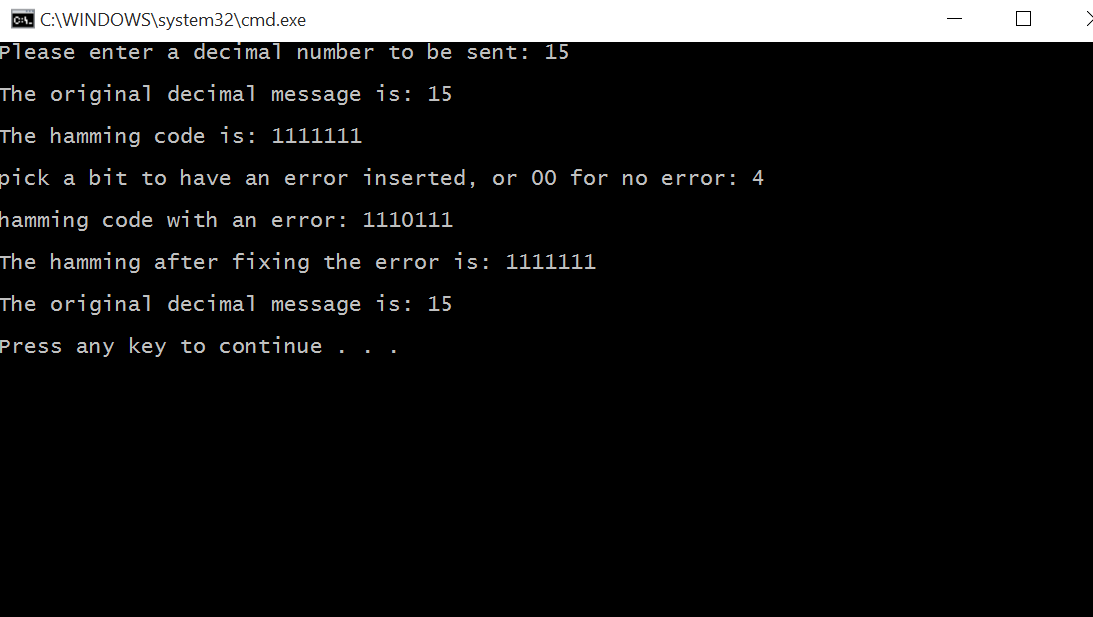 C:\WINDOWS\system32\cmd.exe
Please enter a decimal number to be sent: 15
The original decimal message is: 15
The hamming code is: 1111111
pick a bit to have an error inserted, or 00 for no error: 4
hamming code with an error: 1110111
The hamming after fixing the error is: 1111111
The original decimal message is: 15
Press any key to continue . . .